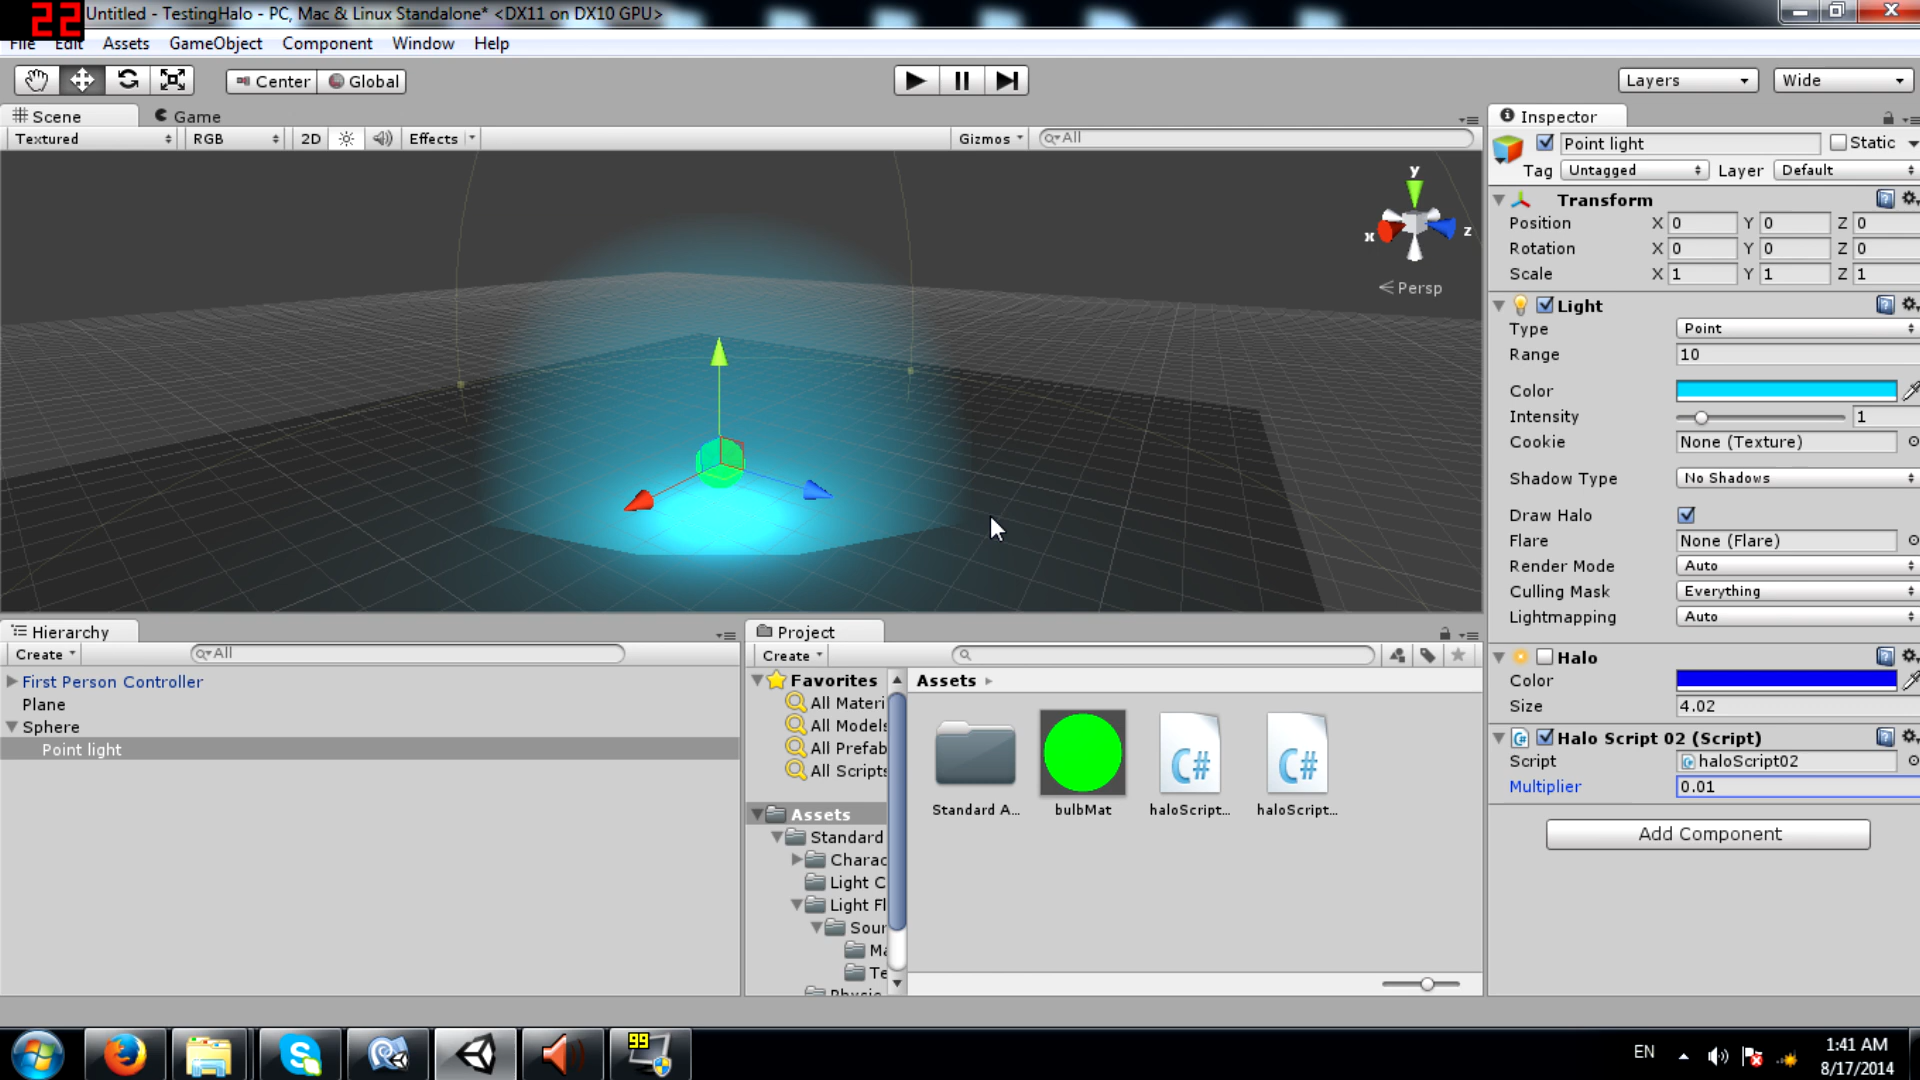 22
Untitled - TestingHalo - PC, Mac & Linux Standalone* <DX11 on DX10 GPU>
File Edit Assets GameObject Component Window Help
Center Global Layers Wide
Scene Game
Textured RGB 2D Effects Gizmos All
y
x
z
Persp
Inspector
Point light Static
Tag Untagged Layer Default
Transform
Position X 0 Y 0 Z 0
Rotation X 0 Y 0 Z 0
Scale X 1 Y 1 Z 1
Light
Type Point
Range 10
Color
Intensity 1
Cookie None (Texture)
Shadow Type No Shadows
Draw Halo
Flare None (Flare)
Render Mode Auto
Culling Mask Everything
Lightmapping Auto
Halo
Color
Size 4.02
Halo Script 02 (Script)
Script haloScript02
Multiplier 0.01
Add Component
Hierarchy
Create All
First Person Controller
Plane
Sphere
Point light
Project
Create
Favorites
All Materi
All Models
All Prefab
All Scripts
Assets
Standard
Charac
Light C
Light Fl
Sour
Ma
Te
Physic
Assets
C# C#
Standard A... bulbMat haloScript... haloScript...
99
EN
1:41 AM
8/17/2014